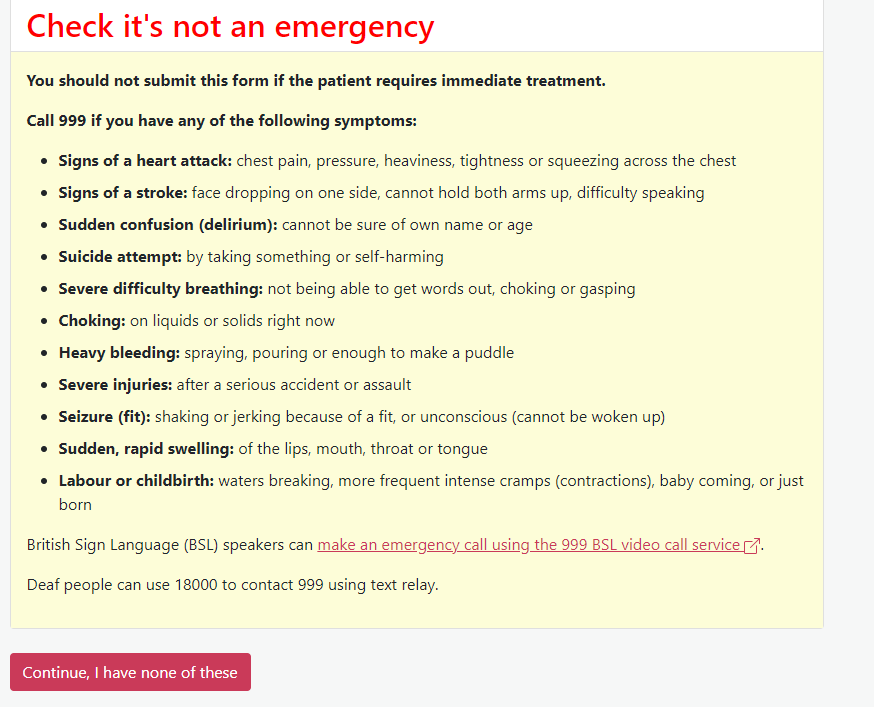 Check it's not an emergency
You should not submit this form if the patient requires immediate treatment.
Call 999 if you have any of the following symptoms:
• Signs of a heart attack: chest pain, pressure, heaviness, tightness or squeezing across the chest
• Signs of a stroke: face dropping on one side, cannot hold both arms up, difficulty speaking
• Sudden confusion (delirium): cannot be sure of own name or age
• Suicide attempt: by taking something or self-harming
• Severe difficulty breathing: not being able to get words out, choking or gasping
• Choking: on liquids or solids right now
• Heavy bleeding: spraying, pouring or enough to make a puddle
• Severe injuries: after a serious accident or assault
• Seizure (fit): shaking or jerking because of a fit, or unconscious (cannot be woken up)
• Sudden, rapid swelling: of the lips, mouth, throat or tongue
• Labour or childbirth: waters breaking, more frequent intense cramps (contractions), baby coming, or just
born
British Sign Language (BSL) speakers can make an emergency call using the 999 BSL video call service.
Deaf people can use 18000 to contact 999 using text relay.
Continue, I have none of these